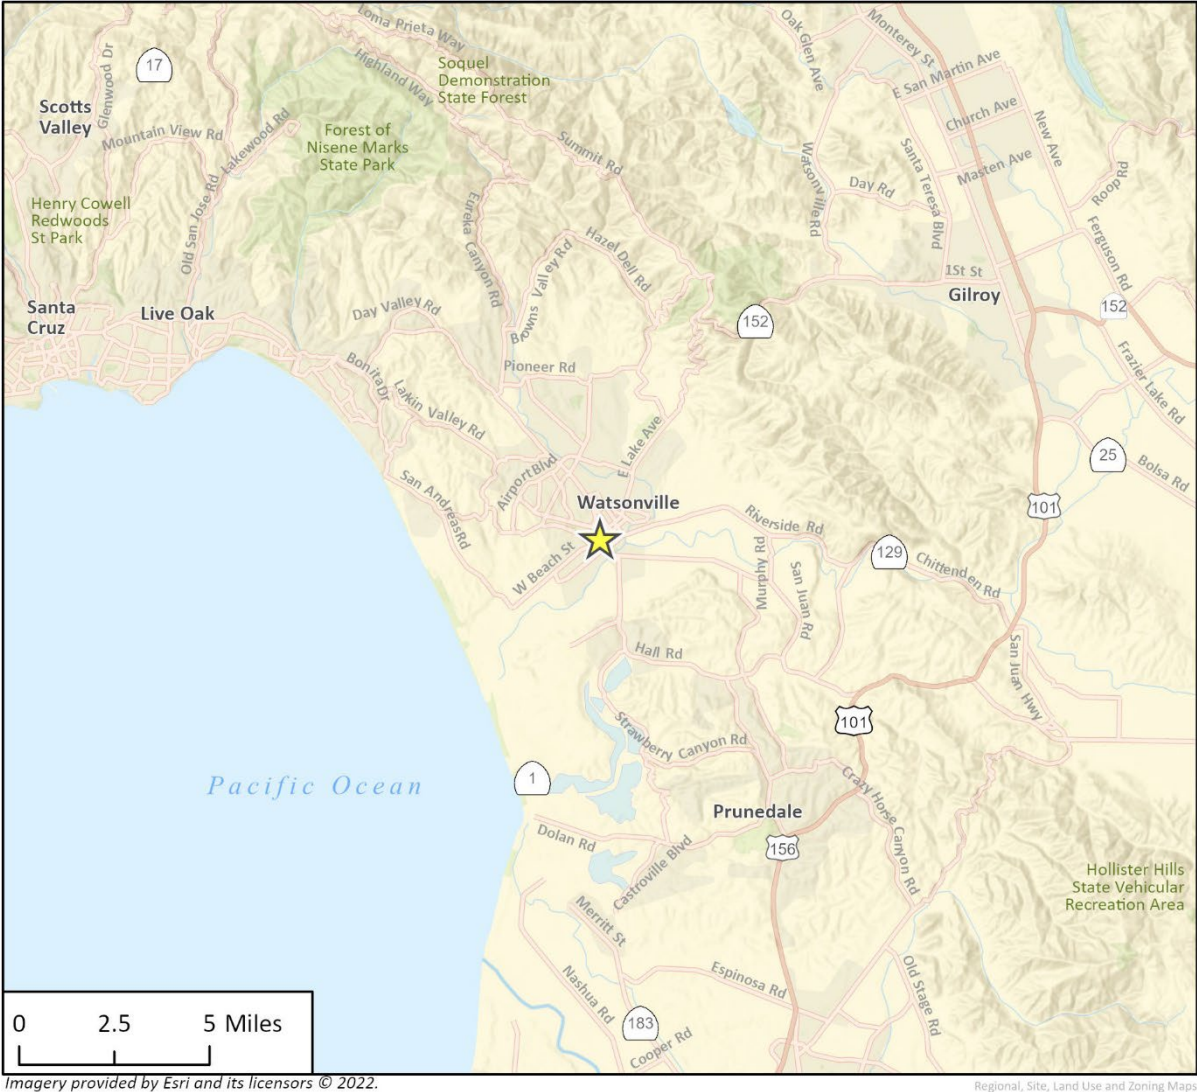 Loma Prieta Way
Oak Glen Ave
Monterey St
17
Glenwood Dr
Highland Way
Soquel
Demonstration
State Forest
E San Martin Ave
Scotts
Valley
Church Ave
New Ave
Mountain View Rd
Lakewood Rd
Forest of
Nisene Marks
State Park
Summit Rd
Watsonville Rd
Santa Teresa Blvd
Masten Ave
Roop Rd
Day Rd
Henry Cowell
Redwoods
St Park
Old San Jose Rd
Eureka Canyon Rd
Hazel Dell Rd
Browns Valley Rd
Ferguson Rd
1St St
Gilroy
Santa
Cruz
Live Oak
Day Valley Rd
152
152
Frazier Lake Rd
Bonita Dr
Pioneer Rd
Larkin Valley Rd
E Lake Ave
25
Bolsa Rd
Airport Blvd
San Andreas Rd
Watsonville
101
Riverside Rd
W Beach St
Murphy Rd
San Juan Rd
129
Chittenden Rd
Hall Rd
San Juan Hwy
101
Strawberry Canyon Rd
Pacific Ocean
1
Crazy Horse Canyon Rd
Prunedale
Dolan Rd
156
Castroville Blvd
Hollister Hills
State Vehicular
Recreation Area
Merritt St
Nashua Rd
Espinosa Rd
Old Stage Rd
183
Cooper Rd
0 2.5 5 Miles
Imagery provided by Esri and its licensors © 2022.
Regional, Site, Land Use and Zoning Maps